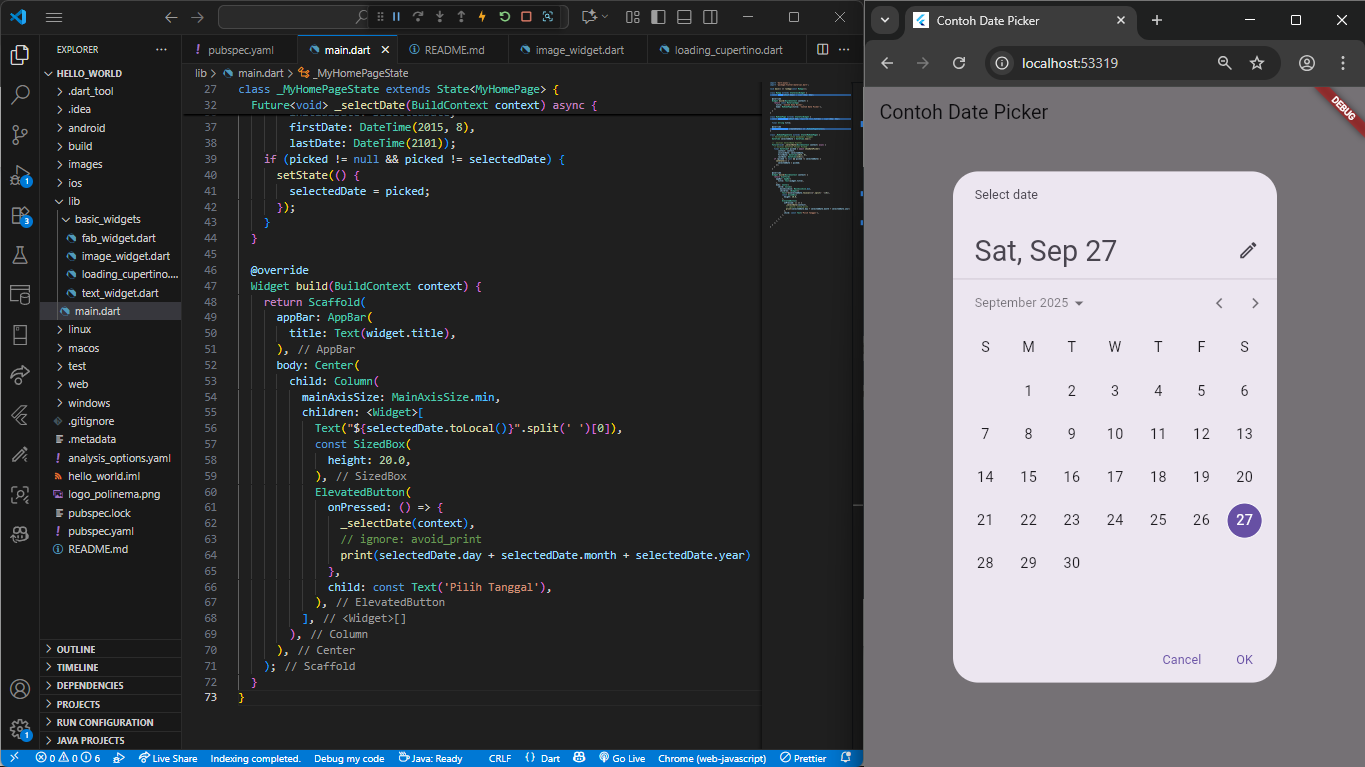 EXPLORER
HELLO_WORLD
.dart_tool
.idea
android
build
images
ios
lib
basic_widgets
fab_widget.dart
image_widget.dart
loading_cupertino....
text_widget.dart
main.dart
linux
macos
test
web
windows
.gitignore
.metadata
analysis_options.yaml
hello_world.iml
logo_polinema.png
pubspec.lock
pubspec.yaml
README.md
OUTLINE
TIMELINE
DEPENDENCIES
PROJECTS
RUN CONFIGURATION
JAVA PROJECTS
1
3
1
pubspec.yaml
main.dart
README.md
image_widget.dart
loading_cupertino.dart
lib > main.dart > _MyHomePageState
27 class _MyHomePageState extends State<MyHomePage> {
32 Future<void> _selectDate(BuildContext context) async {
37 firstDate: DateTime(2015, 8),
38 lastDate: DateTime(2101));
39 if (picked != null && picked != selectedDate) {
40 setState(() {
41 selectedDate = picked;
42 });
43 }
44 }
45
46 @override
47 Widget build(BuildContext context) {
48 return Scaffold(
49 appBar: AppBar(
50 title: Text(widget.title),
51 ), // AppBar
52 body: Center(
53 child: Column(
54 mainAxisSize: MainAxisSize.min,
55 children: <Widget>[
56 Text("${selectedDate.toLocal()}".split(' ')[0]),
57 const SizedBox(
58 height: 20.0,
59 ), // SizedBox
60 ElevatedButton(
61 onPressed: () => {
62 _selectDate(context),
63 // ignore: avoid_print
64 print(selectedDate.day + selectedDate.month + selectedDate.year)
65 },
66 child: const Text('Pilih Tanggal'),
67 ), // ElevatedButton
68 ], // <Widget>[]
69 ), // Column
70 ), // Center
71 ); // Scaffold
72 }
73 }
0 0 6 Live Share Indexing completed. Debug my code Java: Ready CRLF {} Dart Go Live Chrome (web-javascript) Prettier
Contoh Date Picker
localhost:53319
Contoh Date Picker
DEBUG
Select date
Sat, Sep 27
September 2025
S M T W T F S
1 2 3 4 5 6
7 8 9 10 11 12 13
14 15 16 17 18 19 20
21 22 23 24 25 26 27
28 29 30
Cancel OK